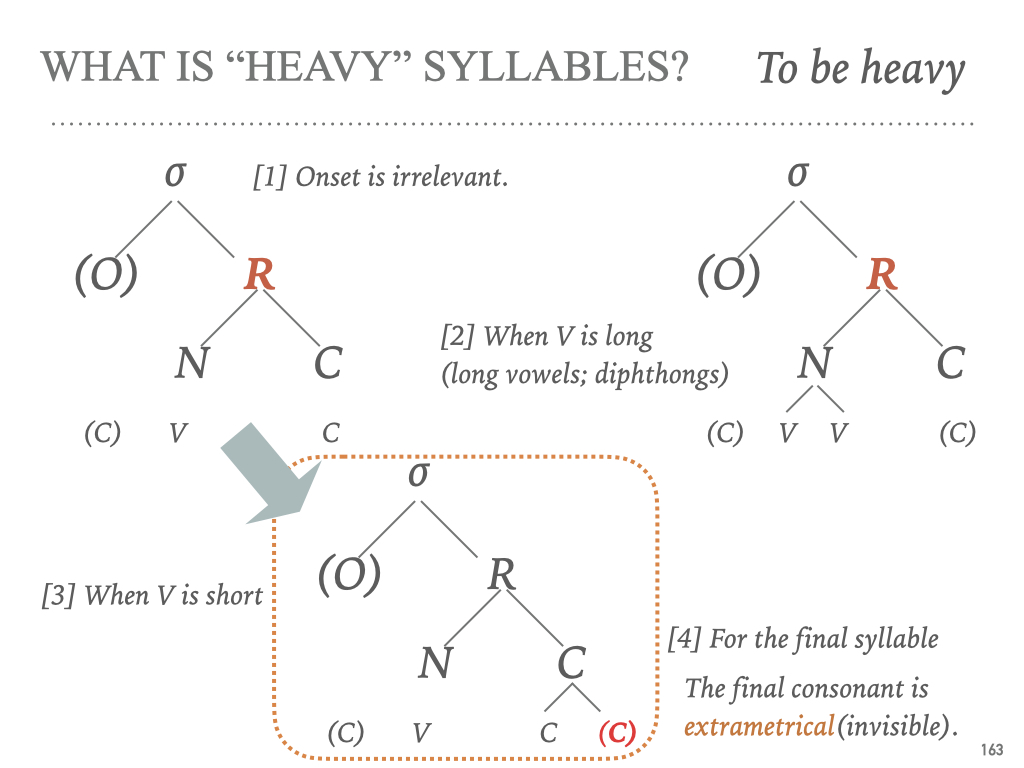 WHAT IS “HEAVY” SYLLABLES?
To be heavy
σ
[1] Onset is irrelevant.
(O)
R
N
C
(C) V C
σ
(O)
R
[2] When V is long
(long vowels; diphthongs)
N
C
(C) V V (C)
σ
(O)
R
[3] When V is short
N
C
(C) V C (C)
[4] For the final syllable
The final consonant is
extrametrical(invisible).
163